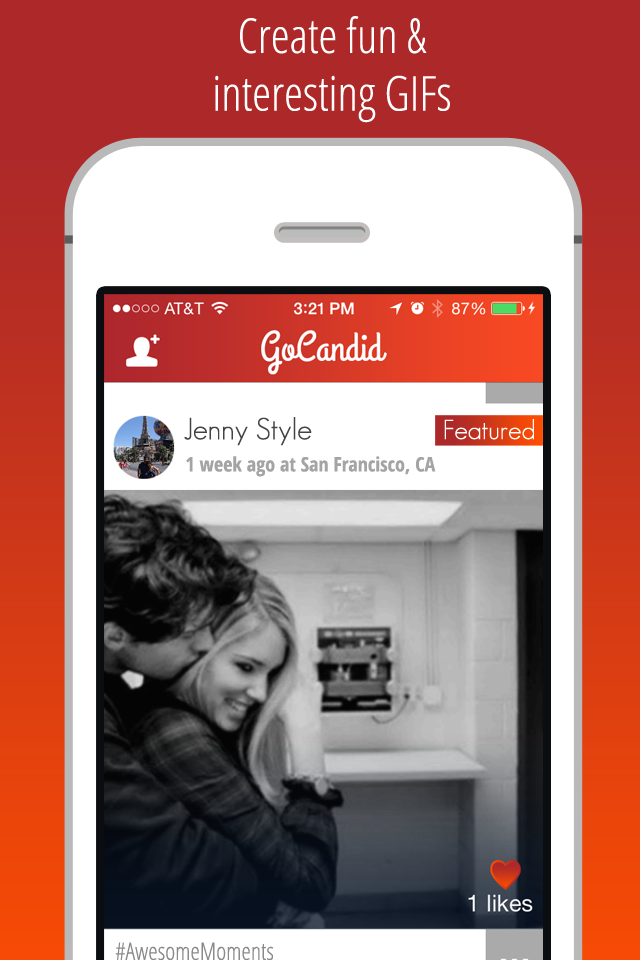 Create fun &
interesting GIFs
AT&T 3:21 PM 87%
GoCandid
Jenny Style
Featured
1 week ago at San Francisco, CA
1 likes
#AwesomeMoments